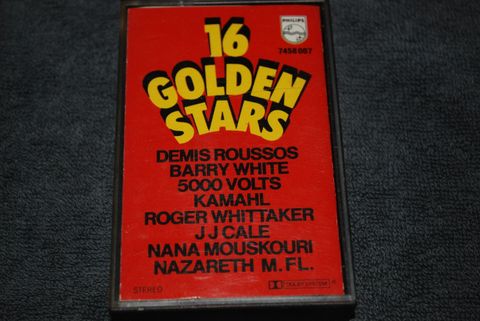 PHILIPS
7456 087
16
GOLDEN
STARS
DEMIS ROUSSOS
BARRY WHITE
5000 VOLTS
KAMAHL
ROGER WHITTAKER
J J CALE
NANA MOUSKOURI
NAZARETH M. FL.
STEREO
DOLBY SYSTEM